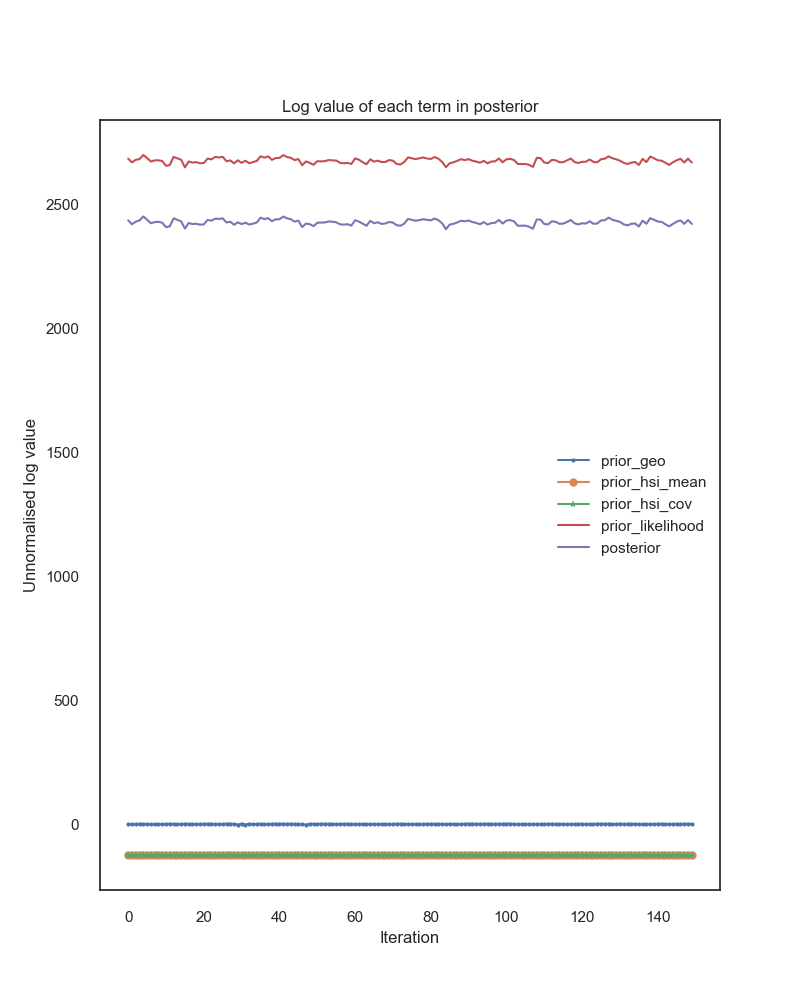 Log value of each term in posterior
Unnormalised log value
2500
2000
1500
1000
500
0
prior_geo
prior_hsi_mean
prior_hsi_cov
prior_likelihood
posterior
0 20 40 60 80 100 120 140
Iteration